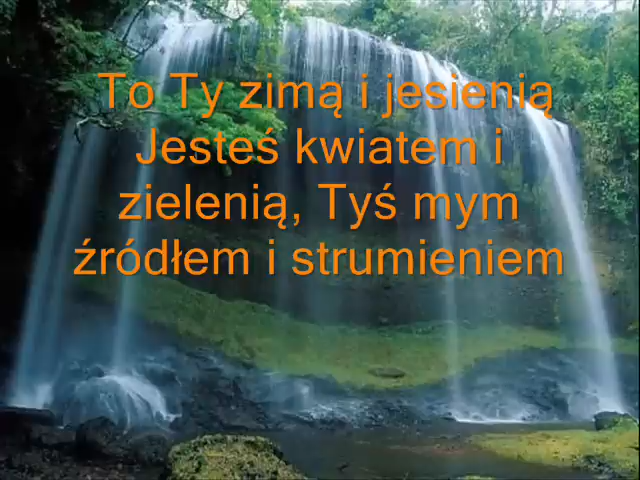 To Ty zimą i jesienią
Jesteś kwiatem i
zielenią, Tyś mym
źródłem i strumieniem